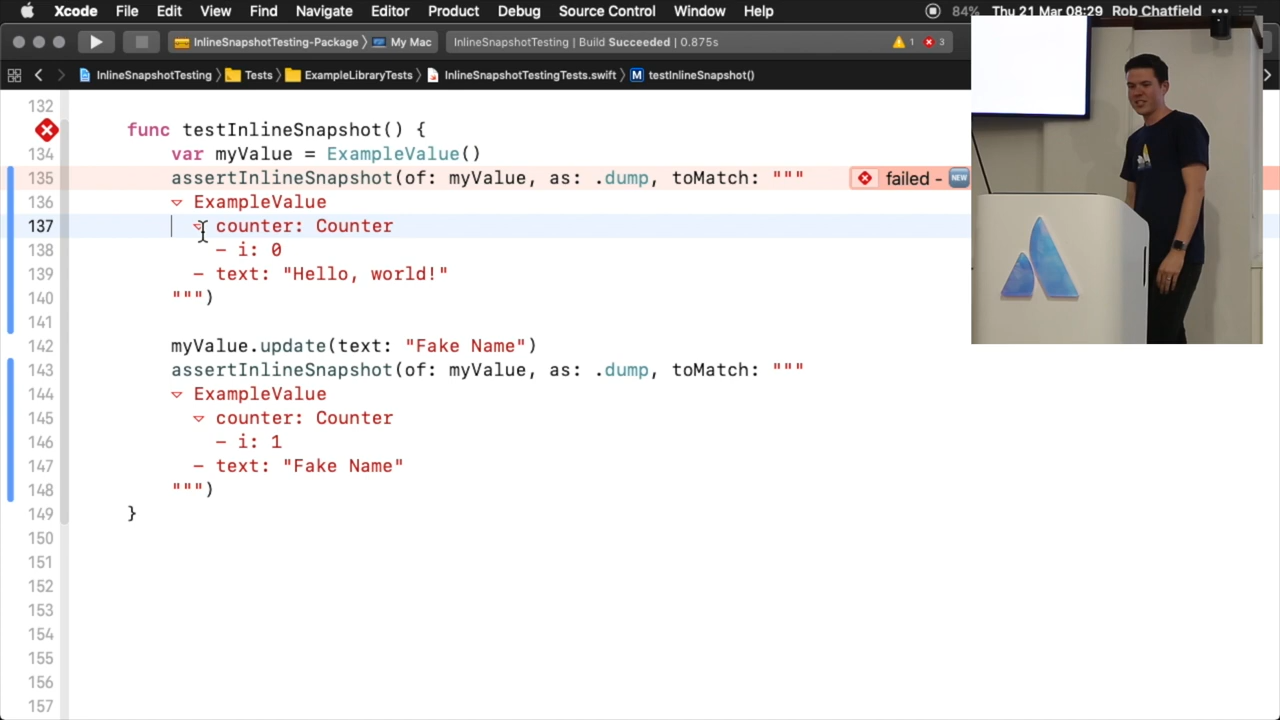 Xcode File Edit View Find Navigate Editor Product Debug Source Control Window Help 84% Thu 21 Mar 08:29 Rob Chatfield
InlineSnapshotTesting-Package 〉 My Mac InlineSnapshotTesting | Build Succeeded | 0.875s 1 3
InlineSnapshotTesting 〉 Tests 〉 ExampleLibraryTests 〉 InlineSnapshotTestingTests.swift 〉 M testInlineSnapshot()
132
func testInlineSnapshot() {
134 var myValue = ExampleValue()
135 assertInlineSnapshot(of: myValue, as: .dump, toMatch: """ failed - NEW
136 ▿ ExampleValue
137 ▿ counter: Counter
138 - i: 0
139 - text: "Hello, world!"
140 """)
141
142 myValue.update(text: "Fake Name")
143 assertInlineSnapshot(of: myValue, as: .dump, toMatch: """
144 ▿ ExampleValue
145 ▿ counter: Counter
146 - i: 1
147 - text: "Fake Name"
148 """)
149 }
150
151
152
153
154
155
156
157